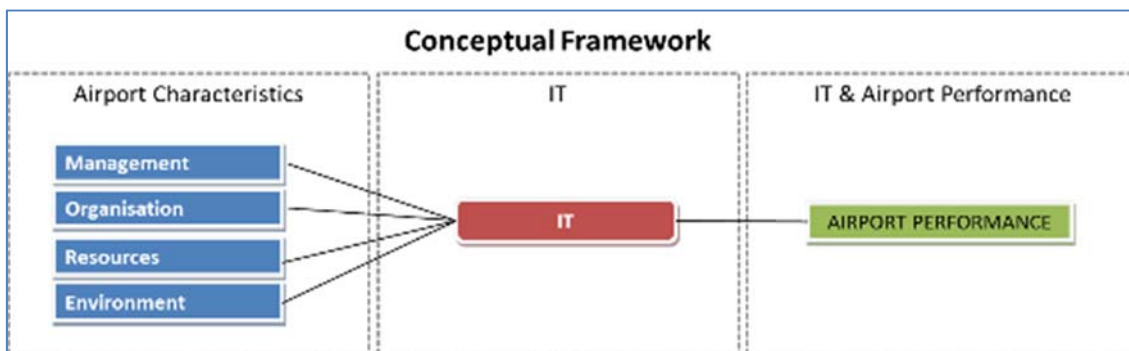 Conceptual Framework
Airport Characteristics
IT
IT & Airport Performance
Management
Organisation
Resources
Environment
IT
AIRPORT PERFORMANCE